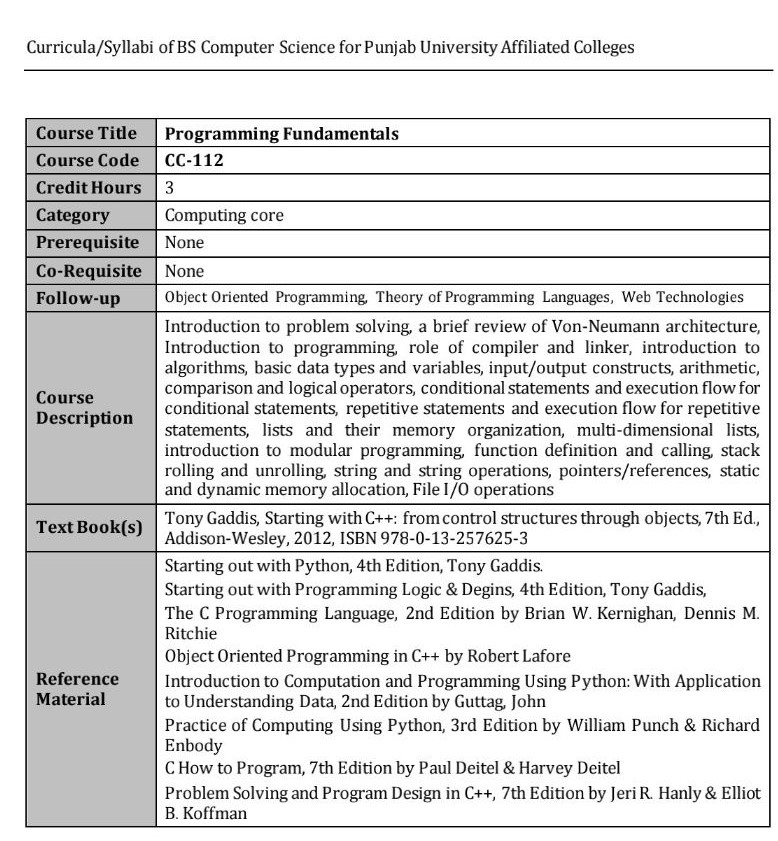 Curricula/Syllabi of BS Computer Science for Punjab University Affiliated Colleges
Course Title Programming Fundamentals
Course Code CC-112
Credit Hours 3
Category Computing core
Prerequisite None
Co-Requisite None
Follow-up Object Oriented Programming, Theory of Programming Languages, Web Technologies
Course
Description
Introduction to problem solving, a brief review of Von-Neumann architecture,
Introduction to programming, role of compiler and linker, introduction to
algorithms, basic data types and variables, input/output constructs, arithmetic,
comparison and logical operators, conditional statements and execution flow for
conditional statements, repetitive statements and execution flow for repetitive
statements, lists and their memory organization, multi-dimensional lists,
introduction to modular programming, function definition and calling, stack
rolling and unrolling, string and string operations, pointers/references, static
and dynamic memory allocation, File I/O operations
Text Book(s)
Tony Gaddis, Starting with C++: from control structures through objects, 7th Ed.,
Addison-Wesley, 2012, ISBN 978-0-13-257625-3
Reference
Material
Starting out with Python, 4th Edition, Tony Gaddis.
Starting out with Programming Logic & Degins, 4th Edition, Tony Gaddis,
The C Programming Language, 2nd Edition by Brian W. Kernighan, Dennis M.
Ritchie
Object Oriented Programming in C++ by Robert Lafore
Introduction to Computation and Programming Using Python: With Application
to Understanding Data, 2nd Edition by Guttag, John
Practice of Computing Using Python, 3rd Edition by William Punch & Richard
Enbody
C How to Program, 7th Edition by Paul Deitel & Harvey Deitel
Problem Solving and Program Design in C++, 7th Edition by Jeri R. Hanly & Elliot
B. Koffman